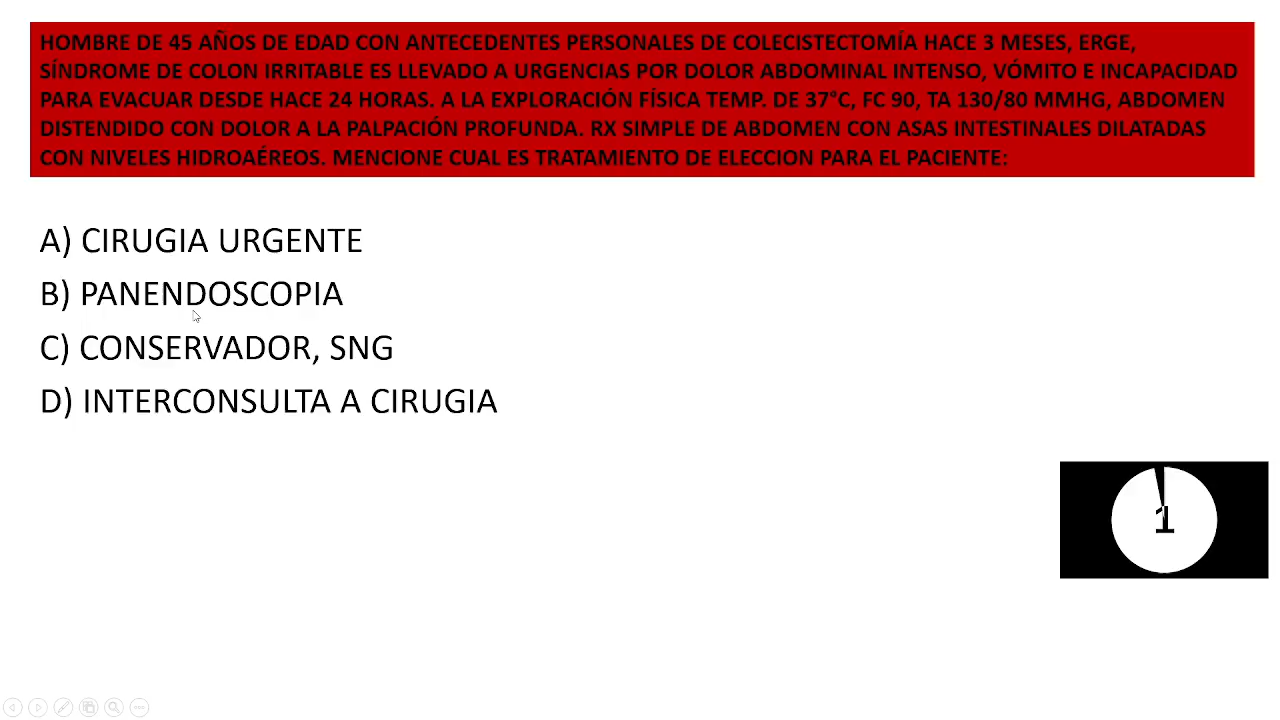 HOMBRE DE 45 AÑOS DE EDAD CON ANTECEDENTES PERSONALES DE COLECISTECTOMÍA HACE 3 MESES, ERGE,
SÍNDROME DE COLON IRRITABLE ES LLEVADO A URGENCIAS POR DOLOR ABDOMINAL INTENSO, VÓMITO E INCAPACIDAD
PARA EVACUAR DESDE HACE 24 HORAS. A LA EXPLORACIÓN FÍSICA TEMP. DE 37°C, FC 90, TA 130/80 MMHG, ABDOMEN
DISTENDIDO CON DOLOR A LA PALPACIÓN PROFUNDA. RX SIMPLE DE ABDOMEN CON ASAS INTESTINALES DILATADAS
CON NIVELES HIDROAÉREOS. MENCIONE CUAL ES TRATAMIENTO DE ELECCION PARA EL PACIENTE:
A) CIRUGIA URGENTE
B) PANENDOSCOPIA
C) CONSERVADOR, SNG
D) INTERCONSULTA A CIRUGIA
1